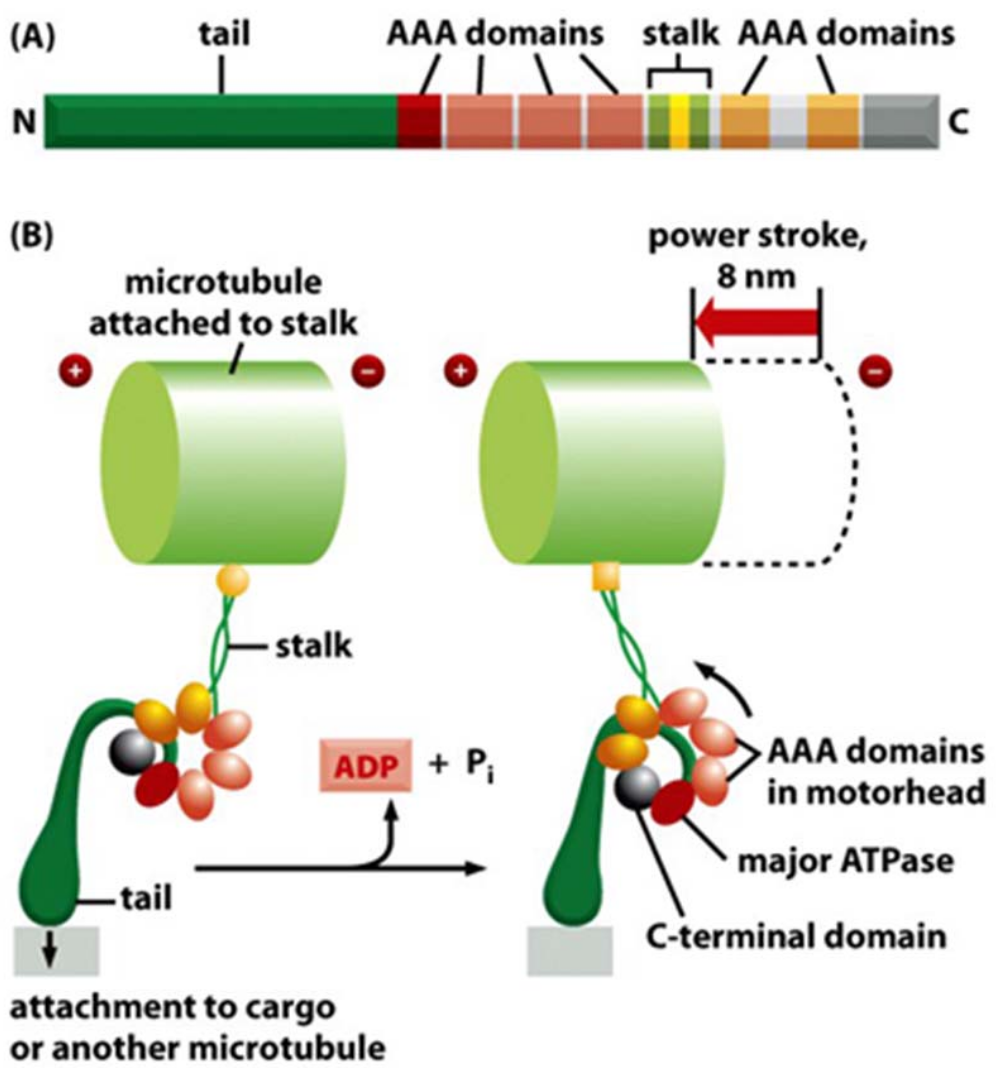 (A)
tail
AAA domains
stalk
AAA domains
N
C
(B)
power stroke,
8 nm
microtubule
attached to stalk
+
−
+
−
stalk
ADP + Pi
AAA domains
in motorhead
major ATPase
tail
C-terminal domain
attachment to cargo
or another microtubule